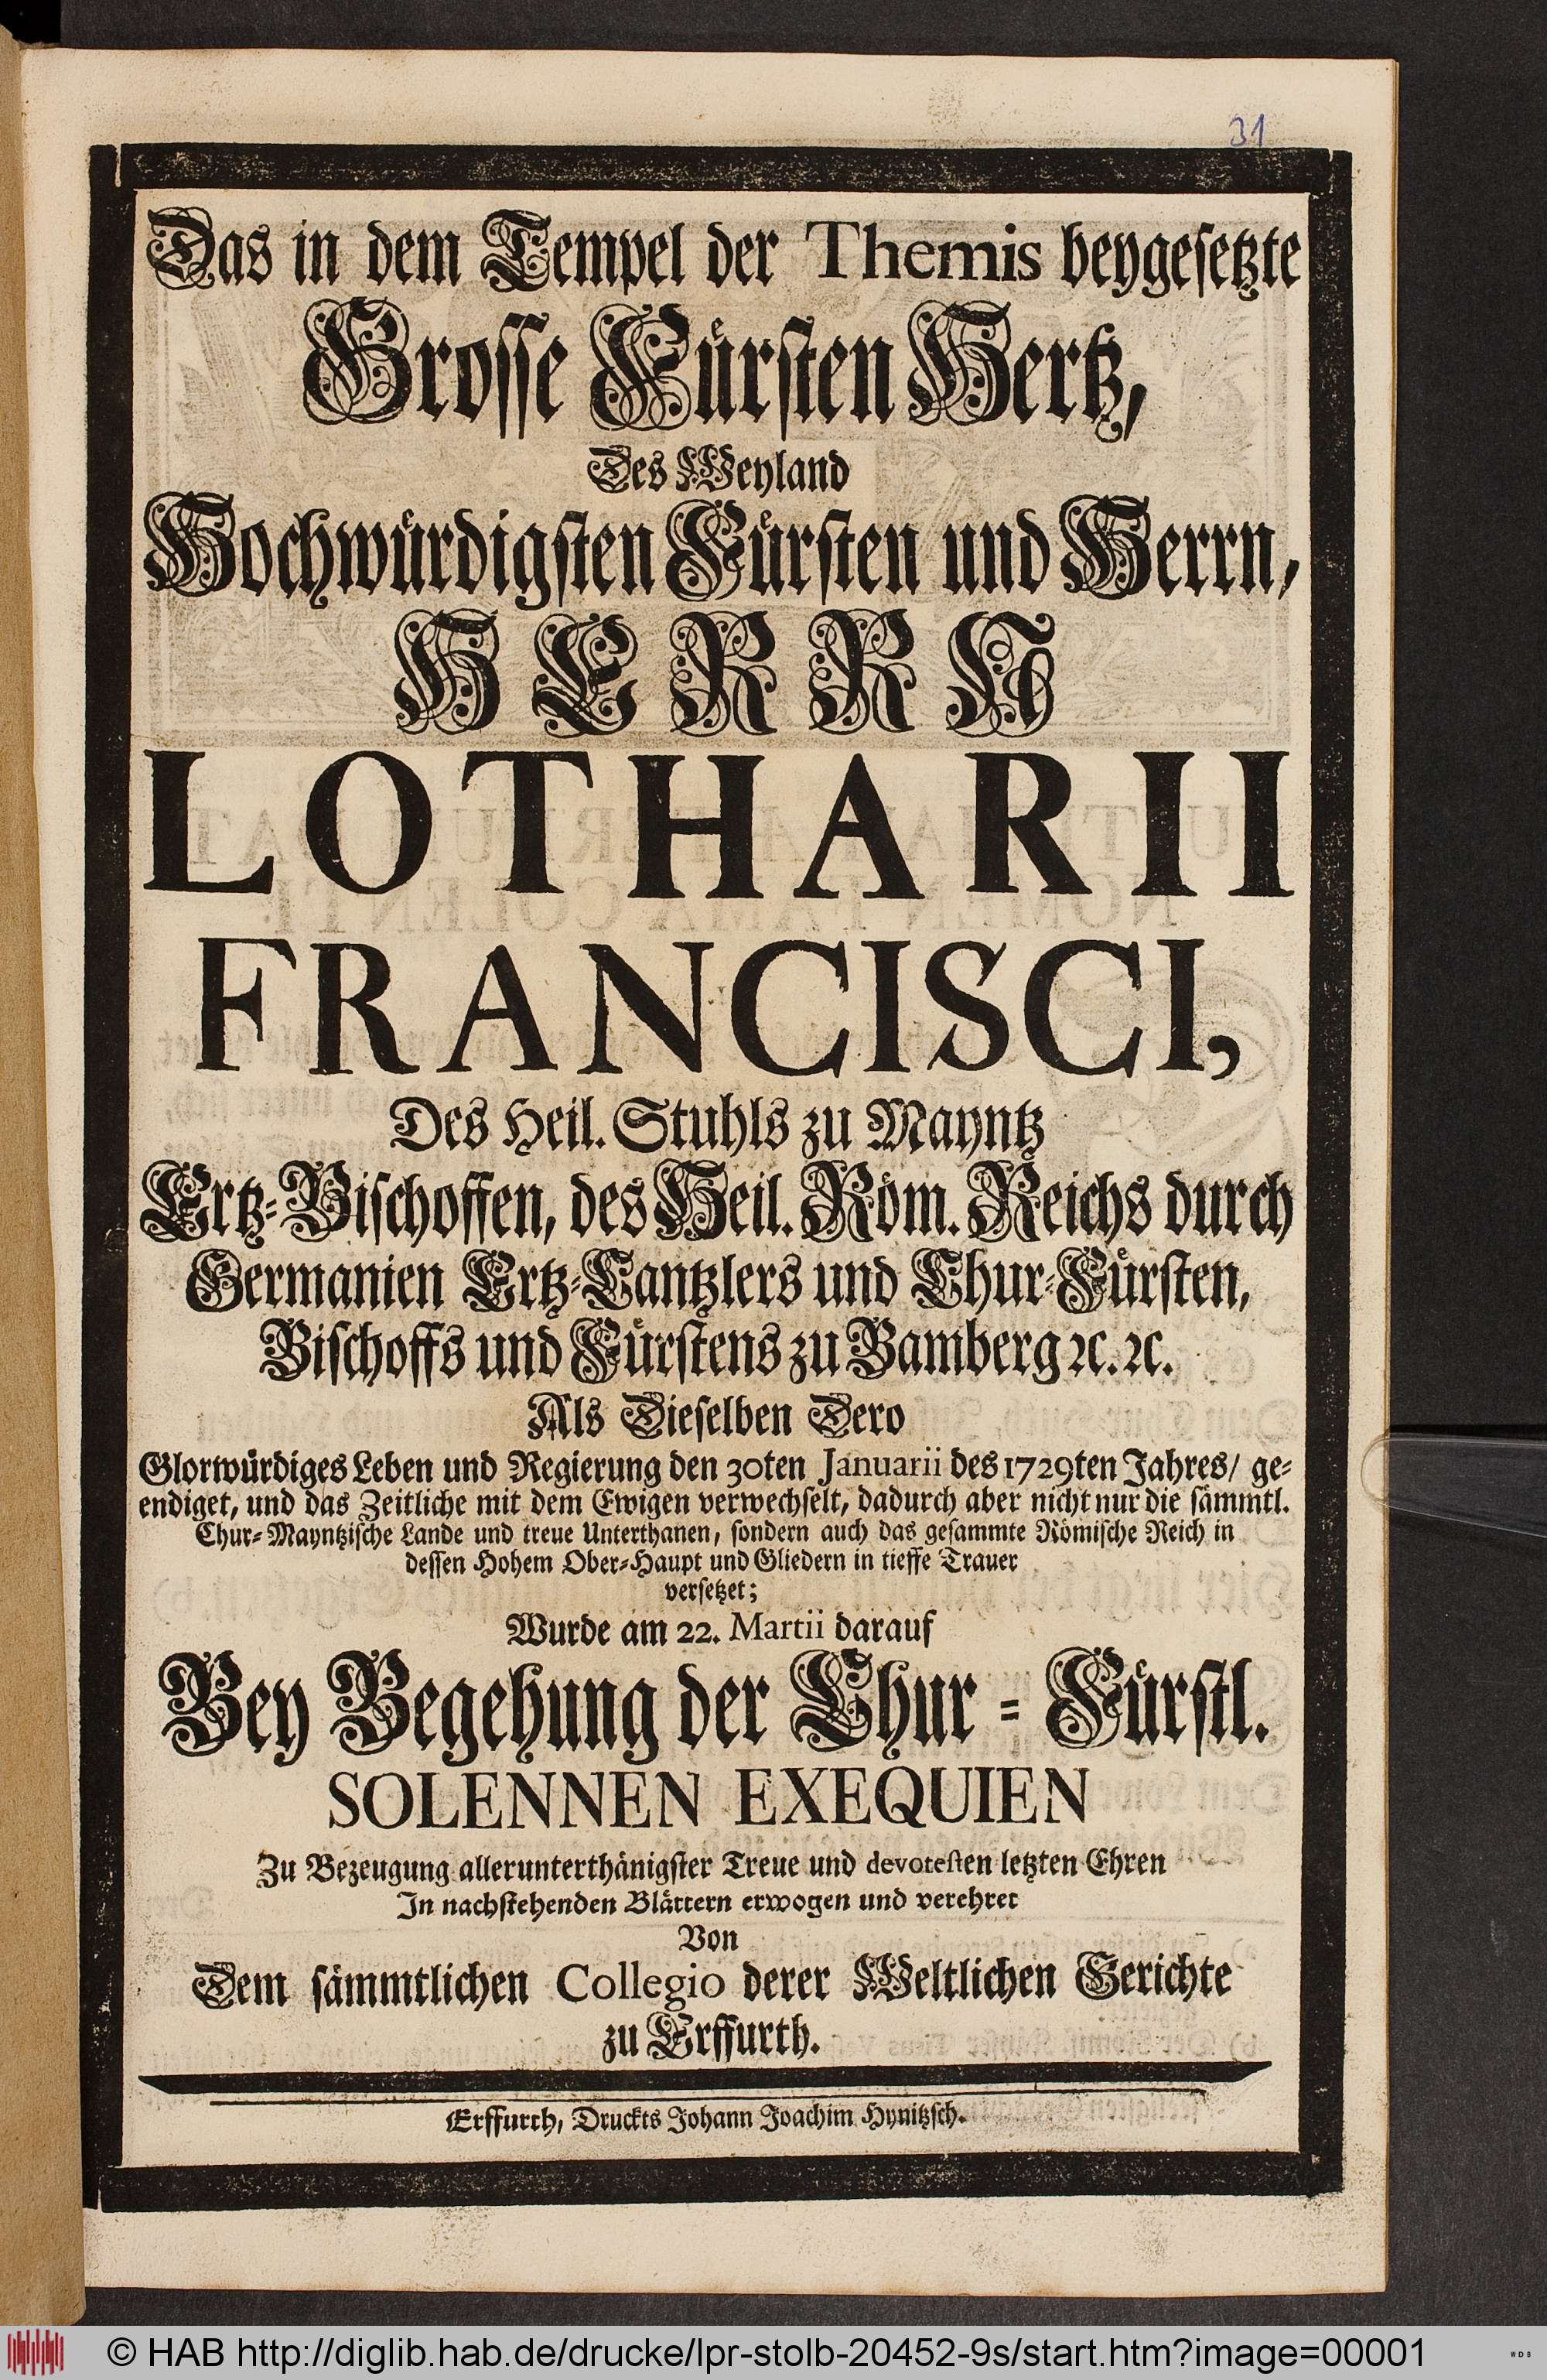 31
Das in dem Tempel der Themis beygesetzte
Grosse Fürsten Hertz,
Des Weyland
Hochwürdigsten Fürsten und Herrn,
HERRN
LOTHARII
FRANCISCI,
Des Heil. Stuhls zu Mayntz
Ertz-Bischoffen, des Heil. Röm. Reichs durch
Germanien Ertz-Cantzlers und Chur-Fürsten,
Bischoffs und Fürstens zu Bamberg ꝛc. ꝛc.
Als Dieselben Dero
Glorwürdiges Leben und Regierung den 30ten Januarii des 1729ten Jahres/ ge-
endiget, und das Zeitliche mit dem Ewigen verwechselt, dadurch aber nicht nur die sämmtl.
Chur-Mayntzische Lande und treue Unterthanen, sondern auch das gesammte Römische Reich in
dessen Hohem Ober-Haupt und Gliedern in tieffe Trauer
versetzet;
Wurde am 22. Martii darauf
Bey Begehung der Chur-Fürstl.
SOLENNEN EXEQUIEN
Zu Bezeugung allerunterthänigster Treue und devotesten letzten Ehren
In nachstehenden Blättern erwogen und verehret
Von
Dem sämmtlichen Collegio derer Weltlichen Gerichte
zu Erffurth.
Erffurth, Druckts Johann Joachim Hynitzsch.
© HAB http://diglib.hab.de/drucke/lpr-stolb-20452-9s/start.htm?image=00001
WDB